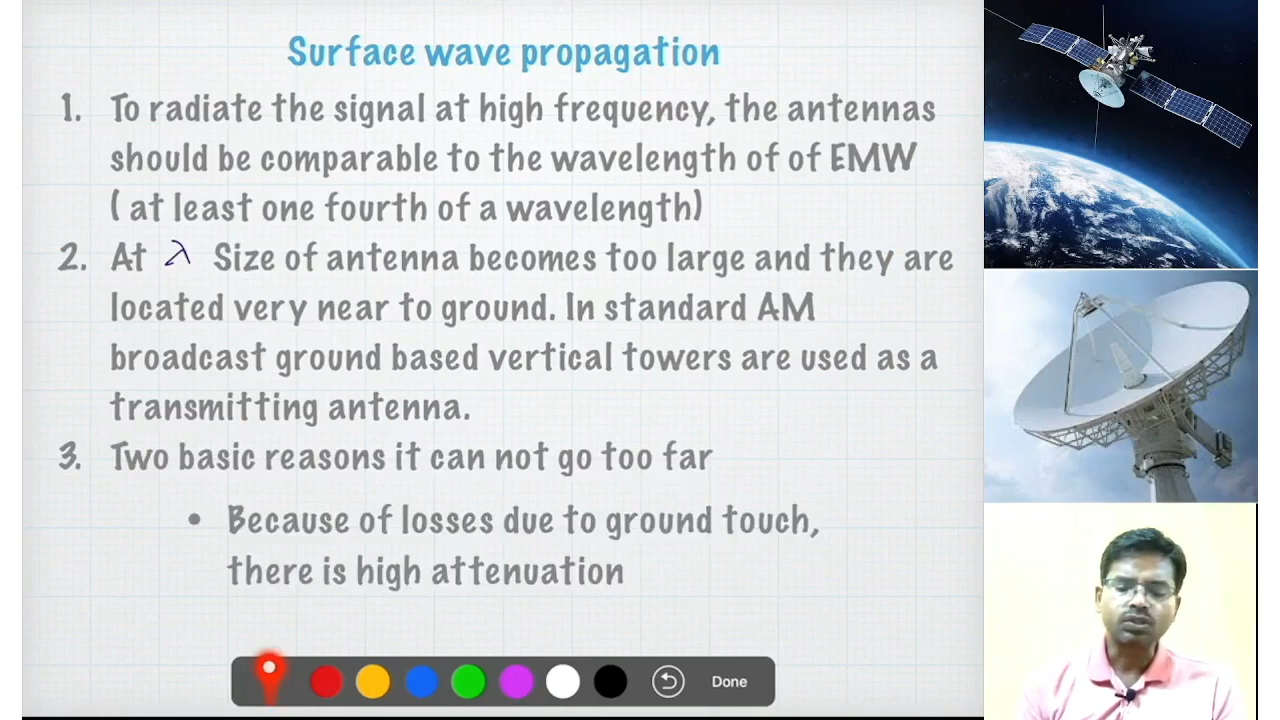 Surface wave propagation
1. To radiate the signal at high frequency, the antennas
should be comparable to the wavelength of of EMW
( at least one fourth of a wavelength)
2. At λ Size of antenna becomes too large and they are
located very near to ground. In standard AM
broadcast ground based vertical towers are used as a
transmitting antenna.
3. Two basic reasons it can not go too far
• Because of losses due to ground touch,
there is high attenuation
Done